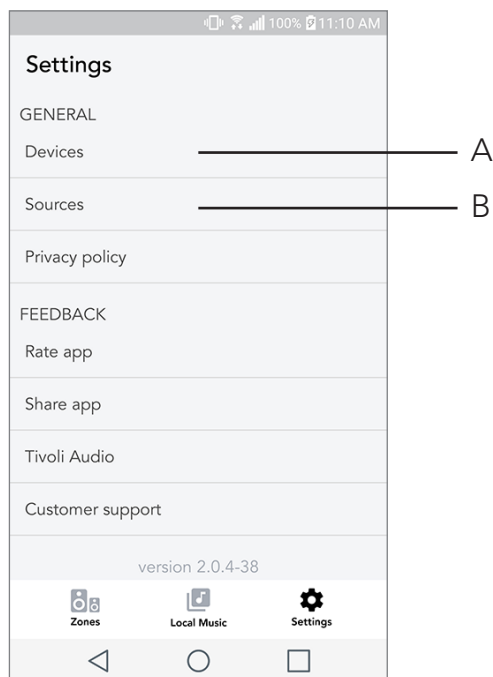 100% 11:10 AM
Settings
GENERAL
Devices
A
Sources
B
Privacy policy
FEEDBACK
Rate app
Share app
Tivoli Audio
Customer support
version 2.0.4-38
Zones
Local Music
Settings